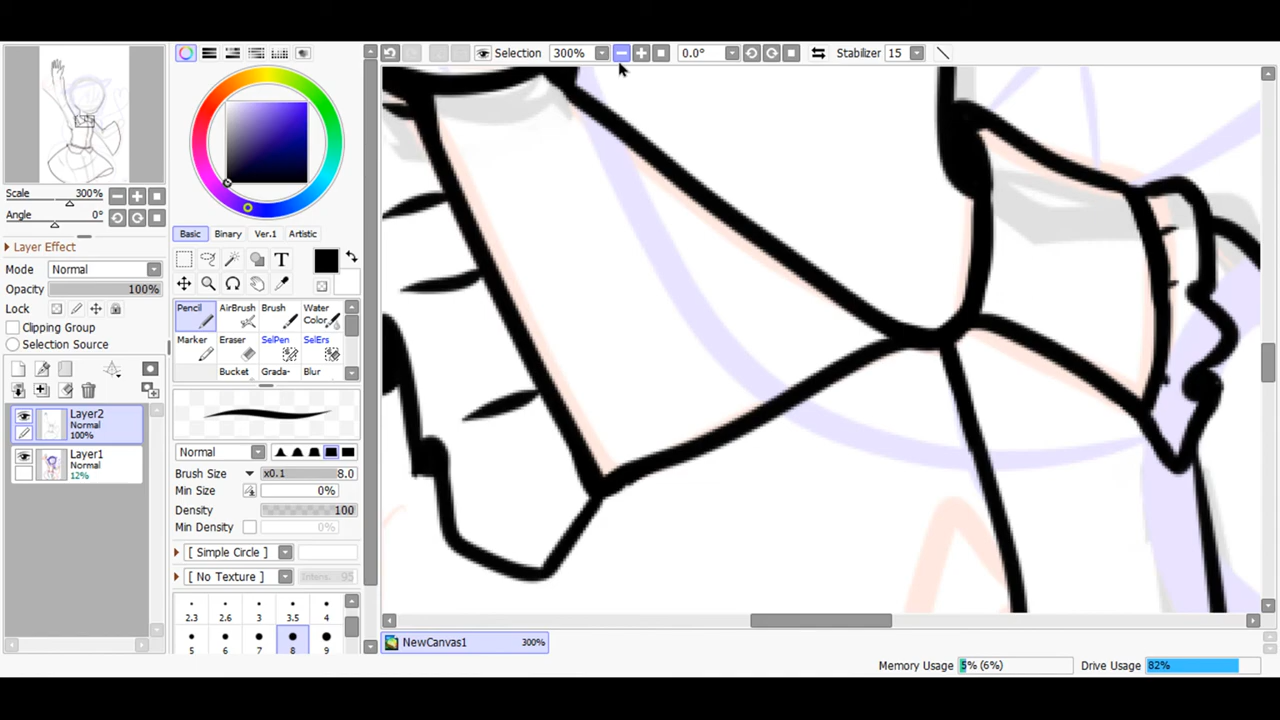 Selection 300% 0.0° Stabilizer 15
Scale 300%
Angle 0°
Layer Effect
Mode Normal
Opacity 100%
Lock
Clipping Group
Selection Source
Layer2
Normal
100%
Layer1
Normal
12%
Basic Binary Ver.1 Artistic
T
Pencil AirBrush Brush Water Color
Marker Eraser SelPen SelErs
Bucket Grada- Blur
Normal
Brush Size x0.1 8.0
Min Size 0%
Density 100
Min Density 0%
[ Simple Circle ]
[ No Texture ] Intens. 95
2.3 2.6 3 3.5 4
5 6 7 8 9
NewCanvas1 300%
Memory Usage 5% (6%) Drive Usage 82%